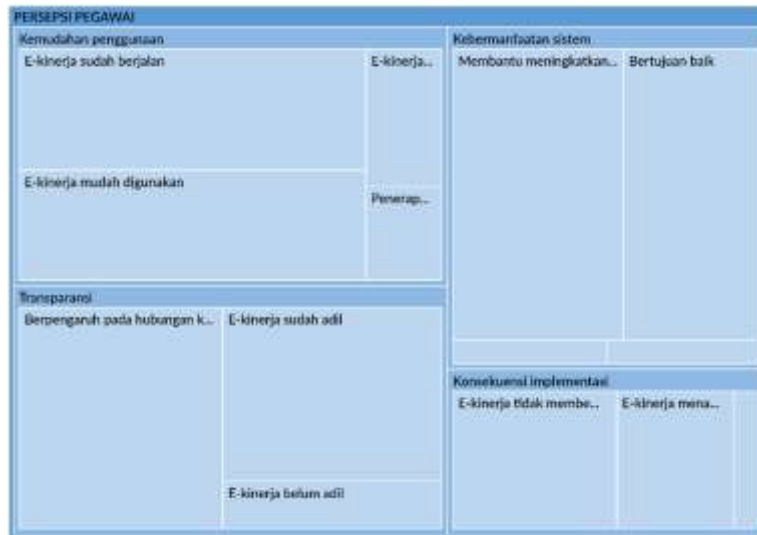 PERSEPSI PEGAWAI
Kemudahan penggunaan
E-kinerja sudah berjalan
E-kinerja...
E-kinerja mudah digunakan
Penerap...
Kebermanfaatan sistem
Membantu meningkatkan...
Bertujuan baik
Transparansi
Berpengaruh pada hubungan k...
E-kinerja sudah adil
E-kinerja belum adil
Konsekuensi implementasi
E-kinerja tidak membe...
E-kinerja mena...